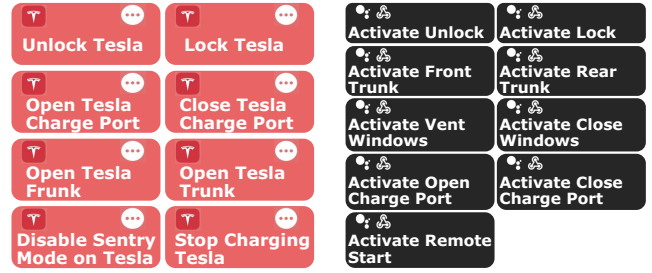 Unlock Tesla
Lock Tesla
Open Tesla
Charge Port
Close Tesla
Charge Port
Open Tesla
Frunk
Open Tesla
Trunk
Disable Sentry
Mode on Tesla
Stop Charging
Tesla
Activate Unlock
Activate Lock
Activate Front
Trunk
Activate Rear
Trunk
Activate Vent
Windows
Activate Close
Windows
Activate Open
Charge Port
Activate Close
Charge Port
Activate Remote
Start